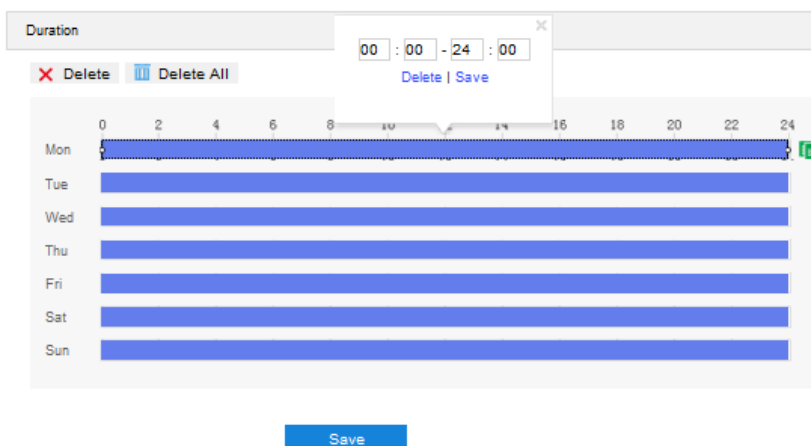 Duration
00 : 00 - 24 : 00
Delete | Save
Delete Delete All
0 2 4 6 8 10 12 14 16 18 20 22 24
Mon
Tue
Wed
Thu
Fri
Sat
Sun
Save